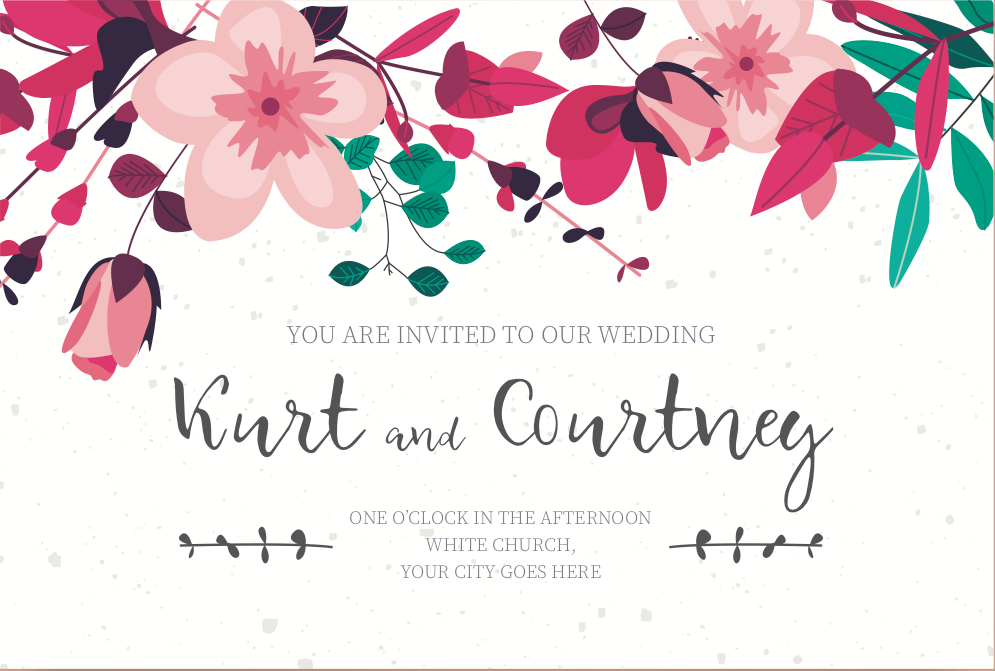 YOU ARE INVITED TO OUR WEDDING
Kurt and Courtney
ONE O'CLOCK IN THE AFTERNOON
WHITE CHURCH,
YOUR CITY GOES HERE